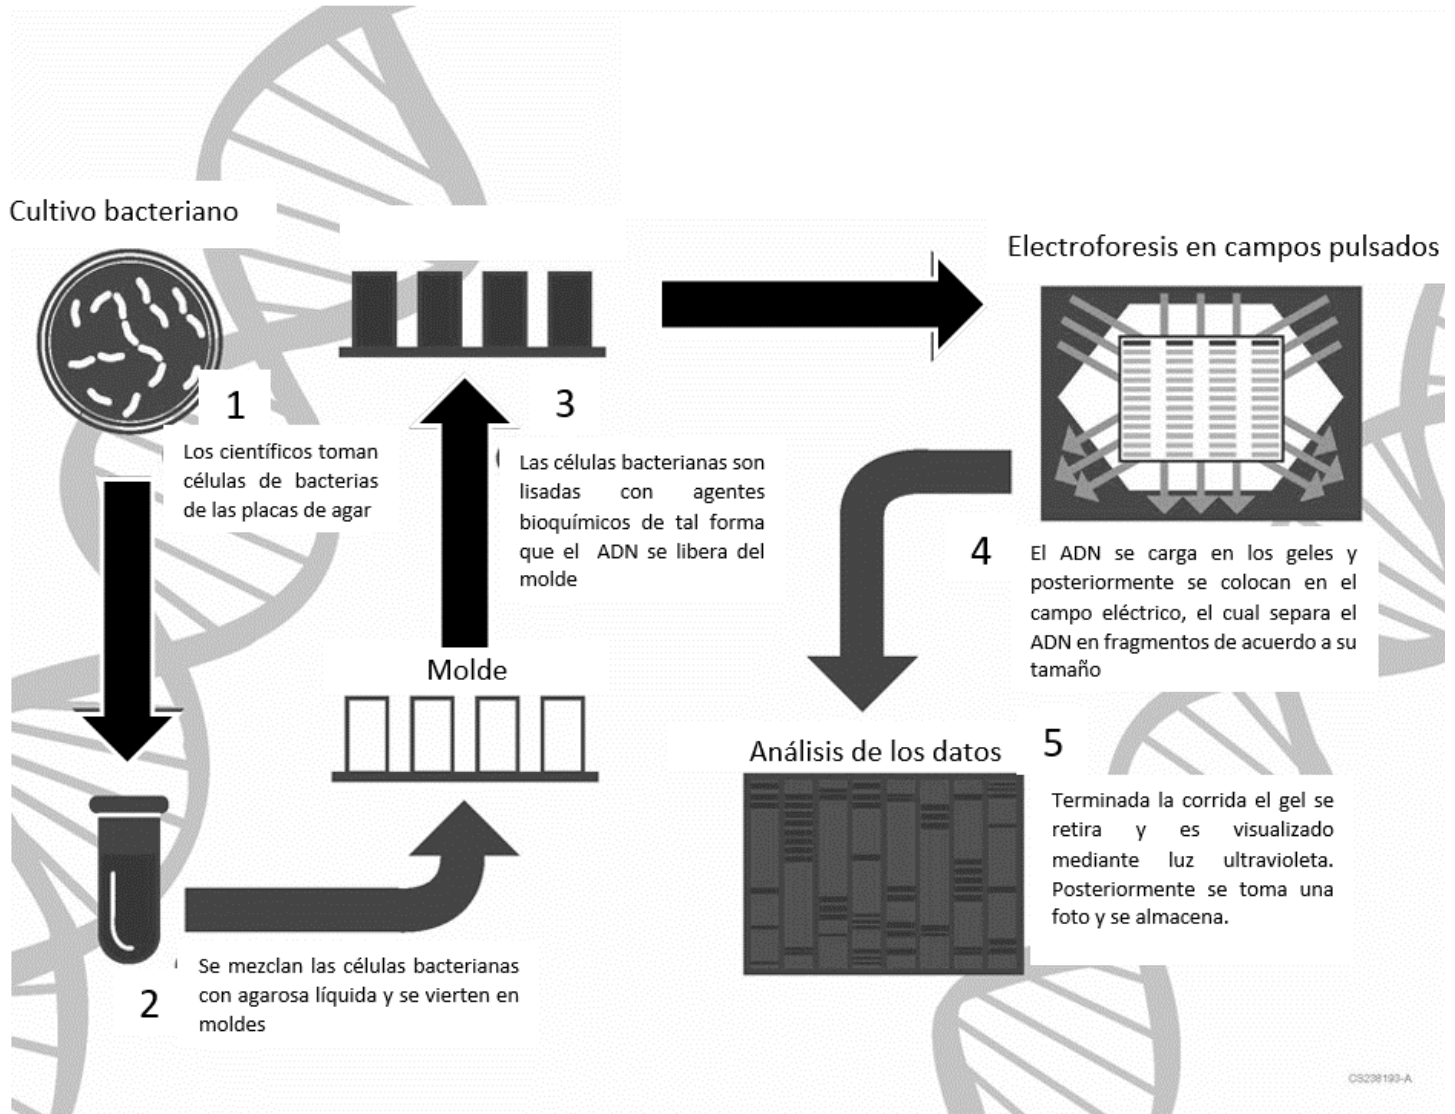 Cultivo bacteriano
1
Los científicos toman
células de bacterias
de las placas de agar
2
Se mezclan las células bacterianas
con agarosa líquida y se vierten en
moldes
Molde
3
Las células bacterianas son
lisadas con agentes
bioquímicos de tal forma
que el ADN se libera del
molde
Electroforesis en campos pulsados
4
El ADN se carga en los geles y
posteriormente se colocan en el
campo eléctrico, el cual separa el
ADN en fragmentos de acuerdo a su
tamaño
Análisis de los datos
5
Terminada la corrida el gel se
retira y es visualizado
mediante luz ultravioleta.
Posteriormente se toma una
foto y se almacena.
CS238193-A